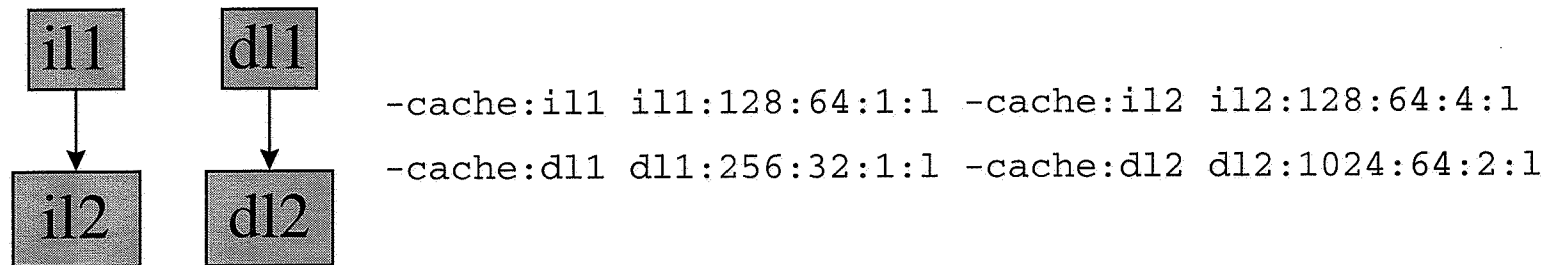 il1 dl1
-cache:il1 il1:128:64:1:l -cache:il2 il2:128:64:4:l
-cache:dl1 dl1:256:32:1:l -cache:dl2 dl2:1024:64:2:l
il2 dl2